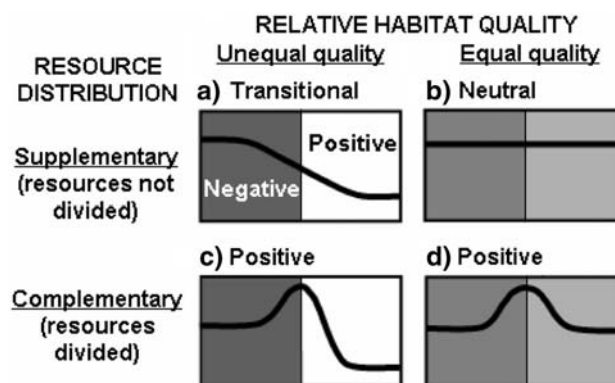 RELATIVE HABITAT QUALITY
Unequal quality
Equal quality
RESOURCE
DISTRIBUTION
a) Transitional
b) Neutral
Supplementary
(resources not
divided)
Positive
Negative
c) Positive
d) Positive
Complementary
(resources
divided)